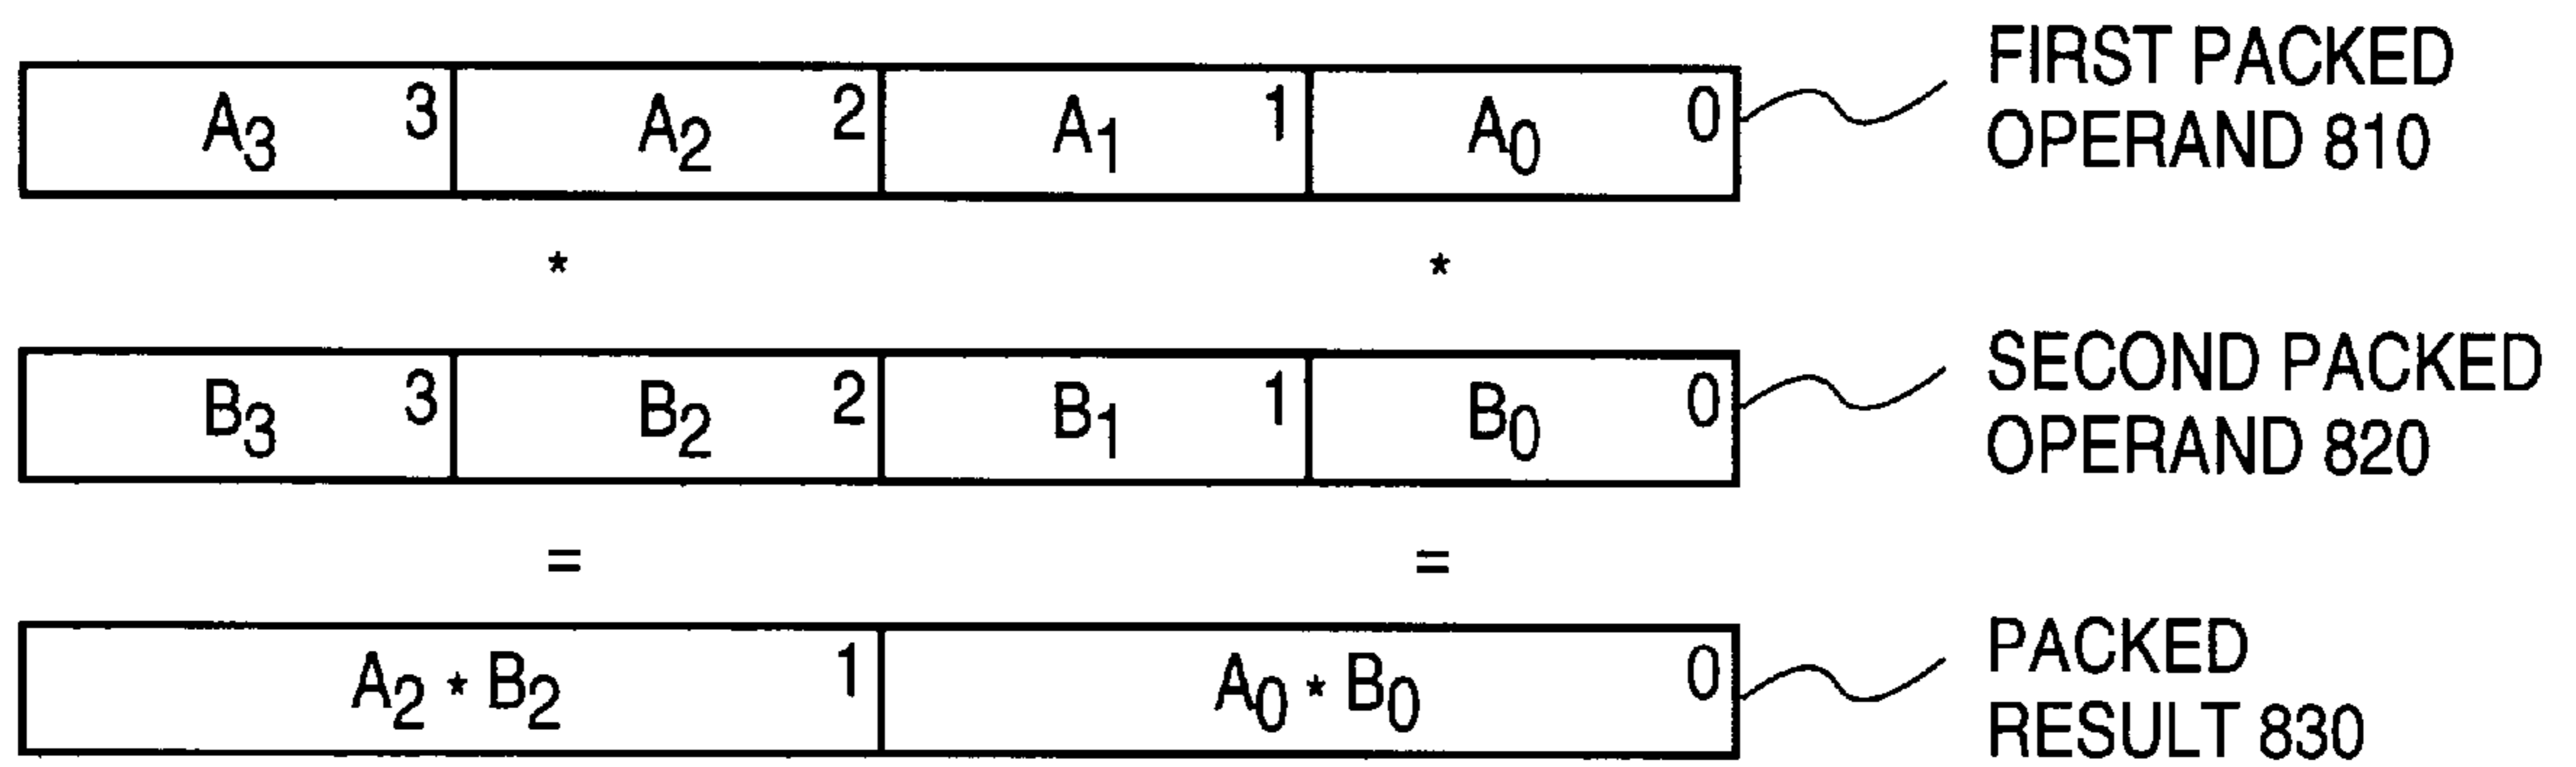 A3 3 A2 2 A1 1 A0 0
FIRST PACKED
OPERAND 810
* *
B3 3 B2 2 B1 1 B0 0
SECOND PACKED
OPERAND 820
= =
A2 * B2 1 A0 * B0 0
PACKED
RESULT 830